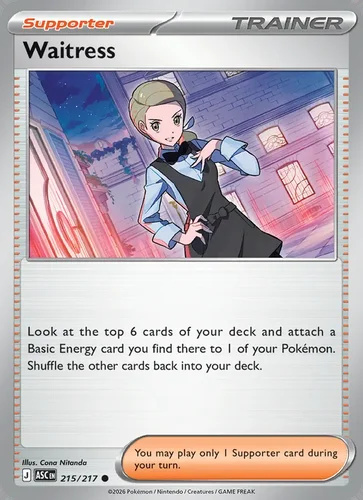 Supporter
TRAINER
Waitress
Look at the top 6 cards of your deck and attach a
Basic Energy card you find there to 1 of your Pokémon.
Shuffle the other cards back into your deck.
Illus. Cona Nitanda
You may play only 1 Supporter card during
your turn.
J ASC EN 215/217
©2026 Pokémon / Nintendo / Creatures / GAME FREAK